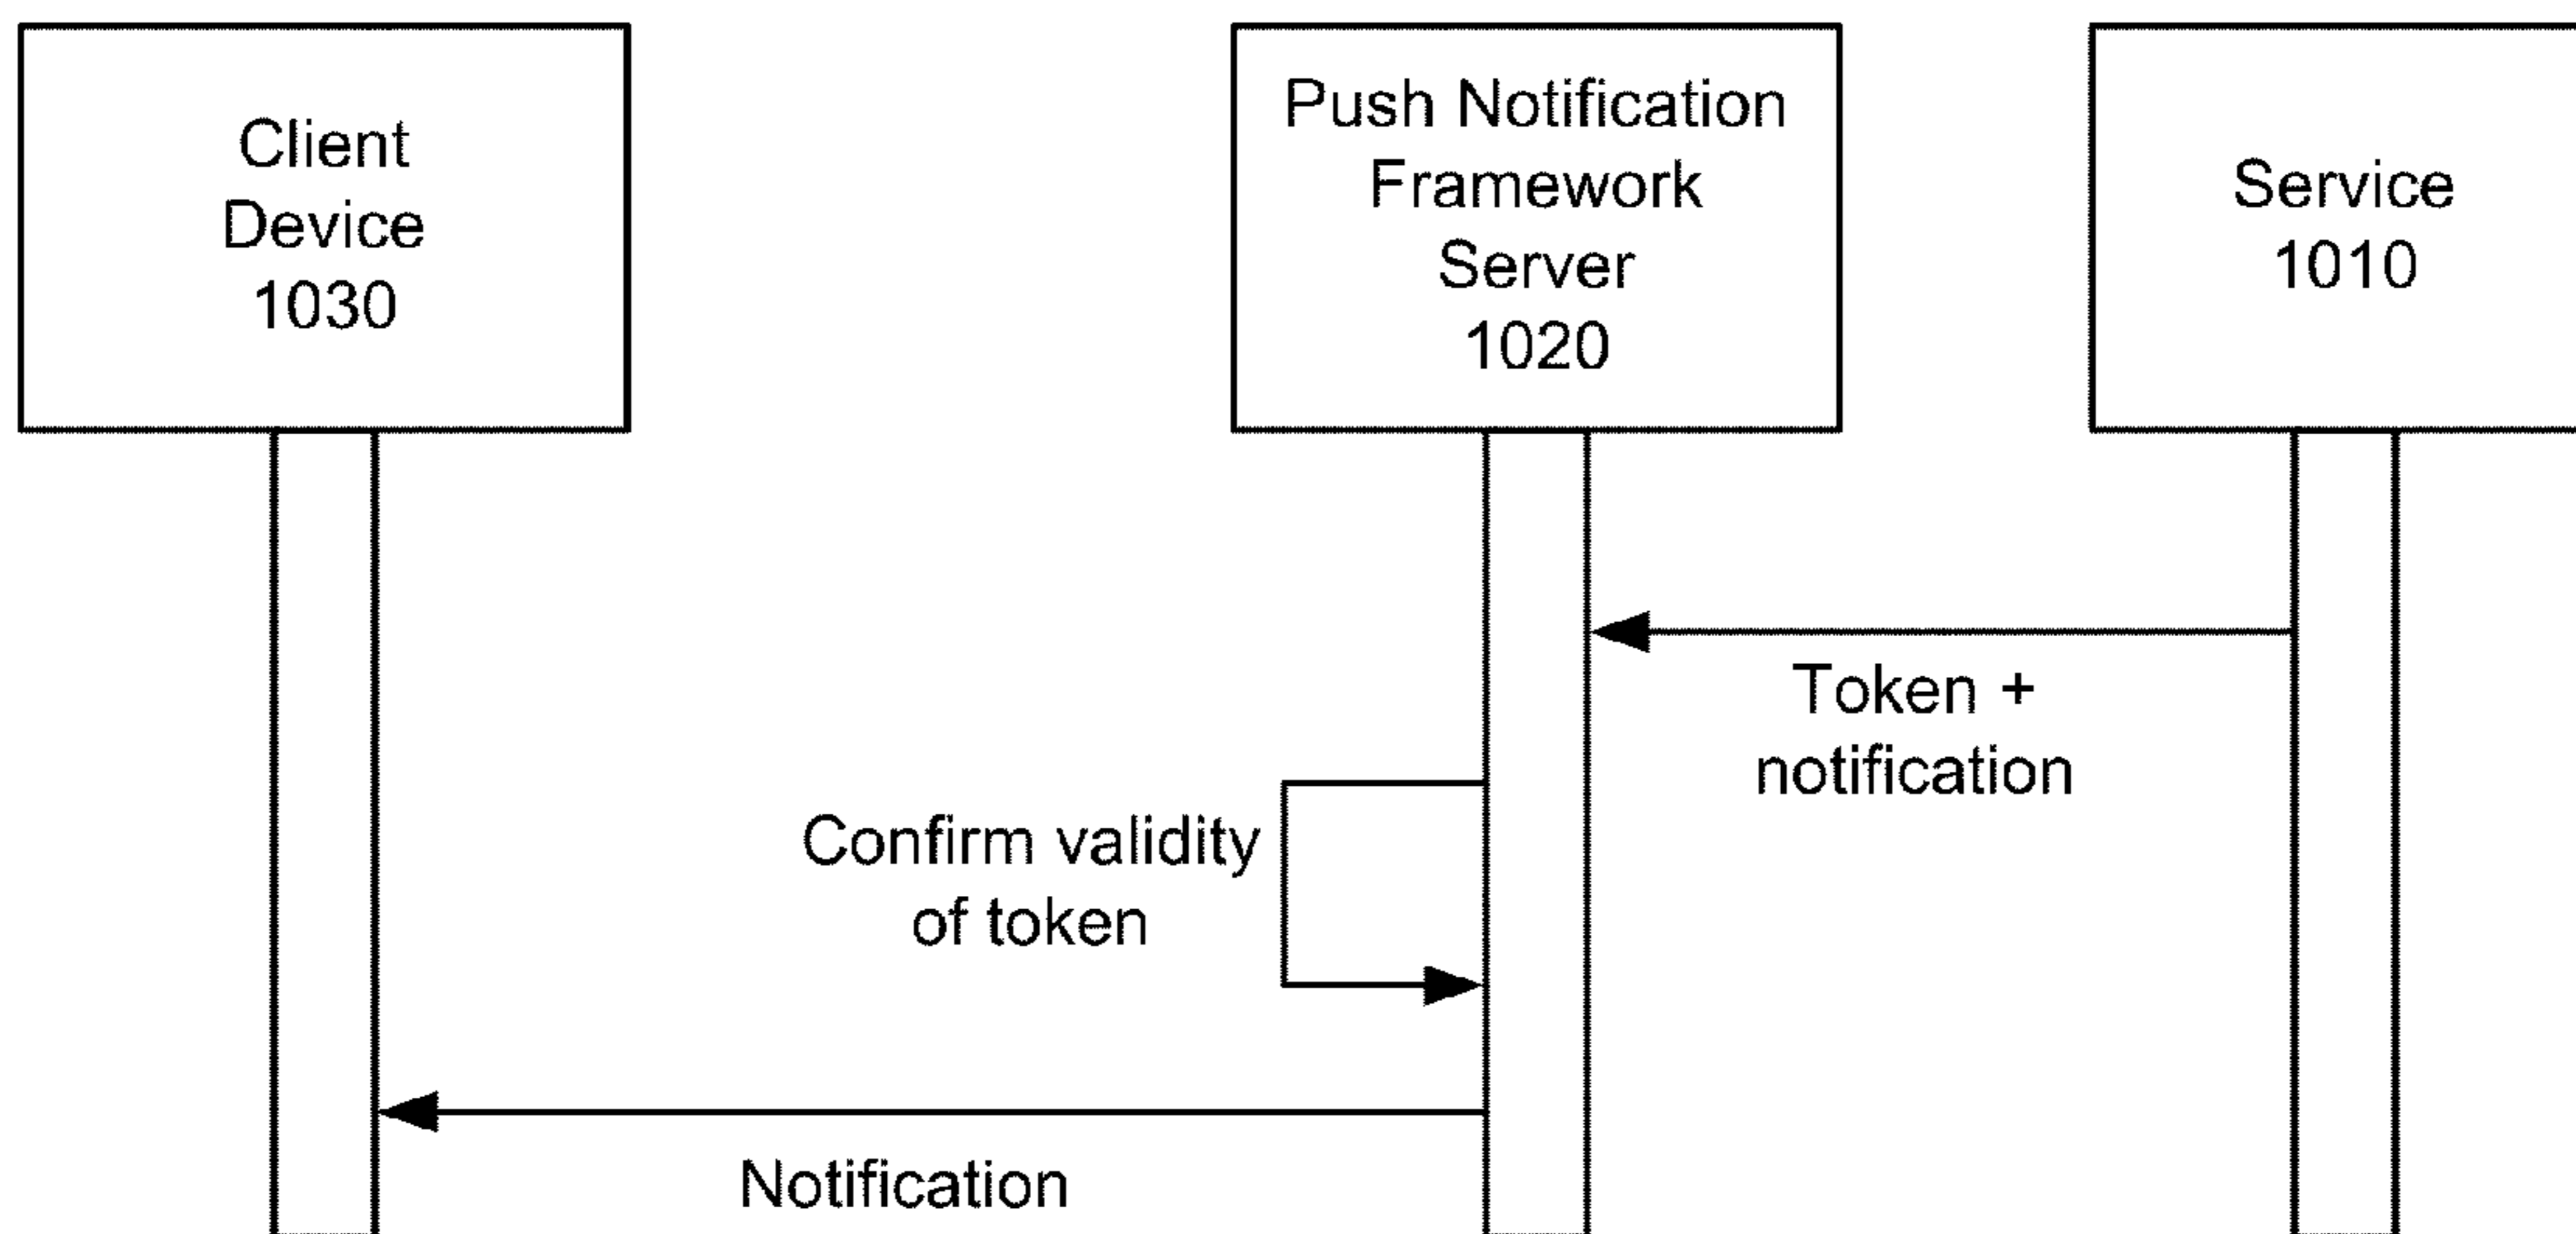 Client
Device
1030
Push Notification
Framework
Server
1020
Service
1010
Token +
notification
Confirm validity
of token
Notification